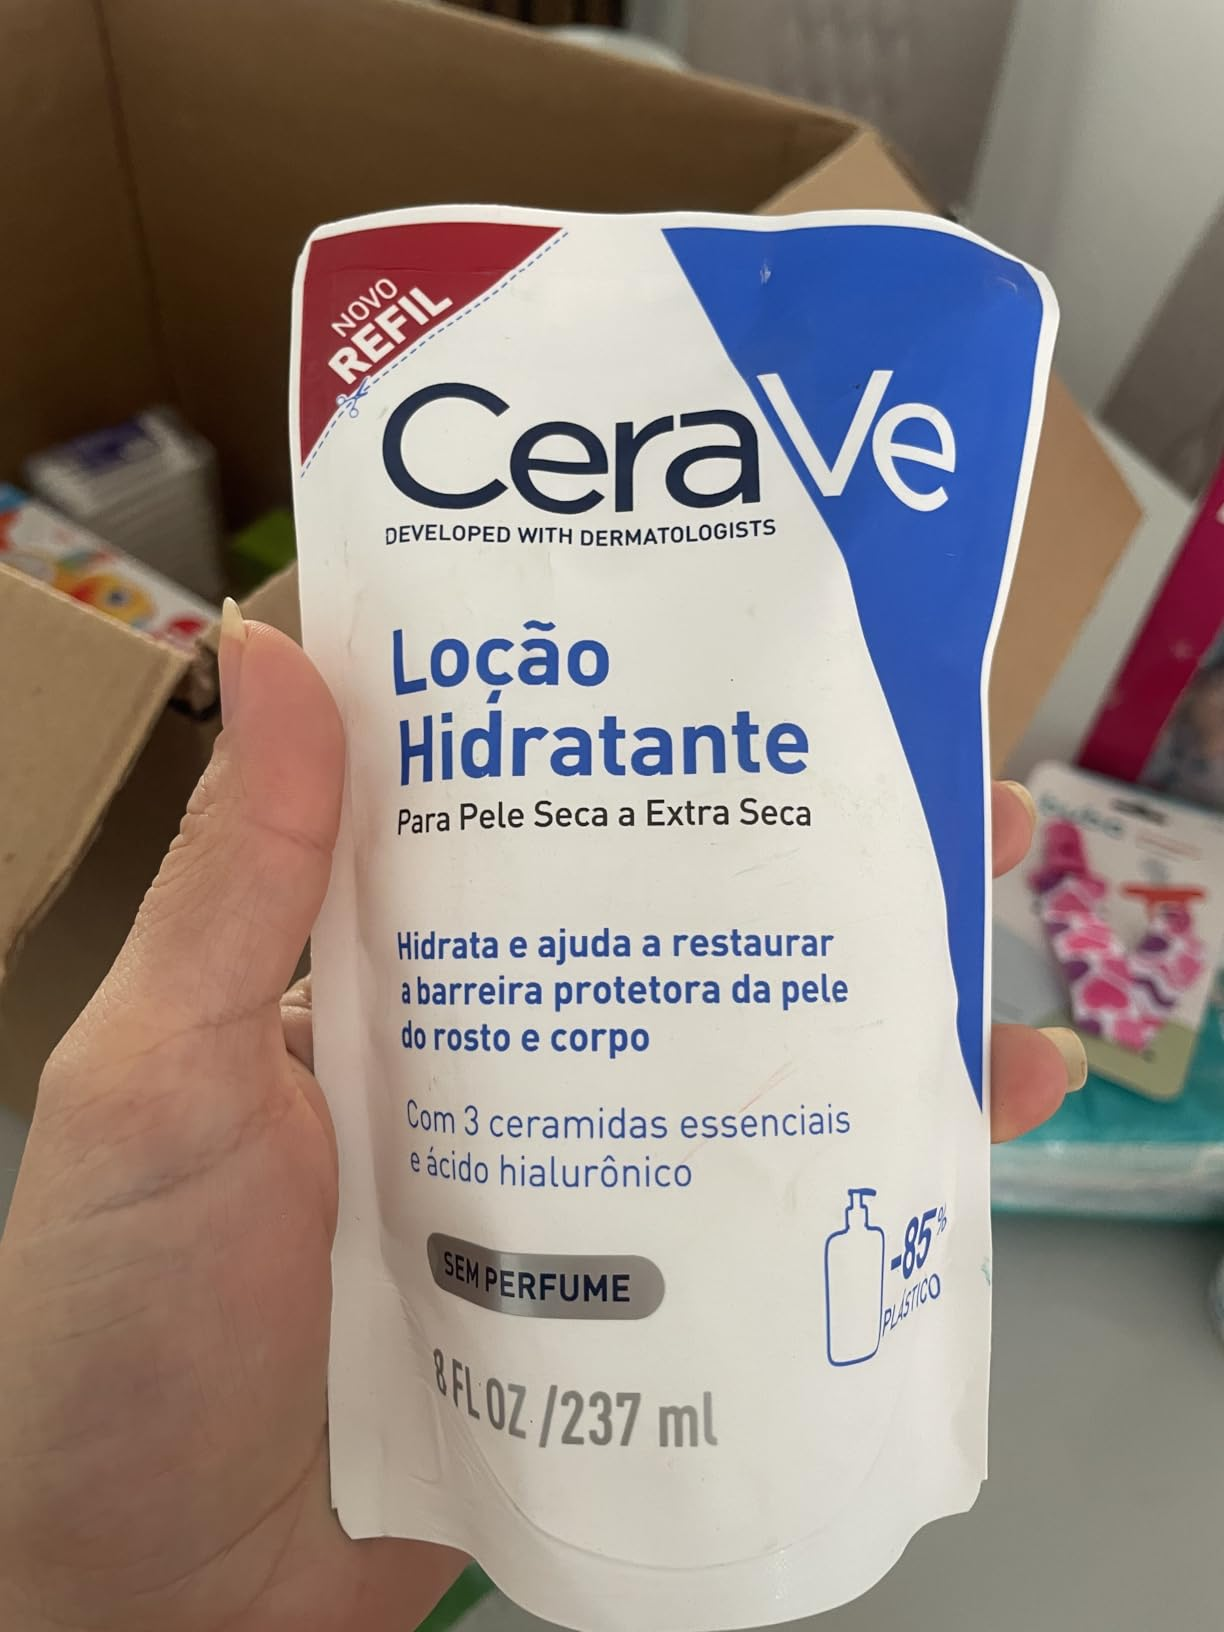 NOVO
REFIL
CeraVe
DEVELOPED WITH DERMATOLOGISTS
Loção
Hidratante
Para Pele Seca a Extra Seca
Hidrata e ajuda a restaurar
a barreira protetora da pele
do rosto e corpo
Com 3 ceramidas essenciais
e ácido hialurônico
SEM PERFUME
-85%
PLÁSTICO
8 FL OZ / 237 ml